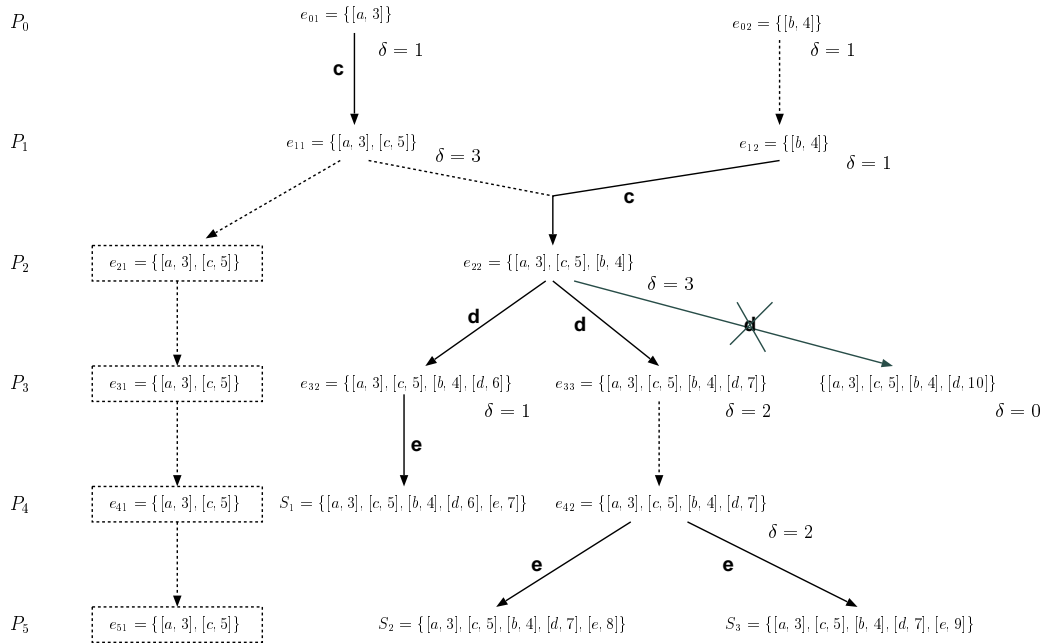 P₀ e₀₁ = {[a, 3]} e₀₂ = {[b, 4]}
δ = 1 δ = 1
c
P₁ e₁₁ = {[a, 3], [c, 5]} e₁₂ = {[b, 4]}
δ = 3 δ = 1
c
P₂ e₂₁ = {[a, 3], [c, 5]} e₂₂ = {[a, 3], [c, 5], [b, 4]}
δ = 3
d d d
P₃ e₃₁ = {[a, 3], [c, 5]} e₃₂ = {[a, 3], [c, 5], [b, 4], [d, 6]} e₃₃ = {[a, 3], [c, 5], [b, 4], [d, 7]} {[a, 3], [c, 5], [b, 4], [d, 10]}
δ = 1 δ = 2 δ = 0
e
P₄ e₄₁ = {[a, 3], [c, 5]} S₁ = {[a, 3], [c, 5], [b, 4], [d, 6], [e, 7]} e₄₂ = {[a, 3], [c, 5], [b, 4], [d, 7]}
δ = 2
e e
P₅ e₅₁ = {[a, 3], [c, 5]} S₂ = {[a, 3], [c, 5], [b, 4], [d, 7], [e, 8]} S₃ = {[a, 3], [c, 5], [b, 4], [d, 7], [e, 9]}